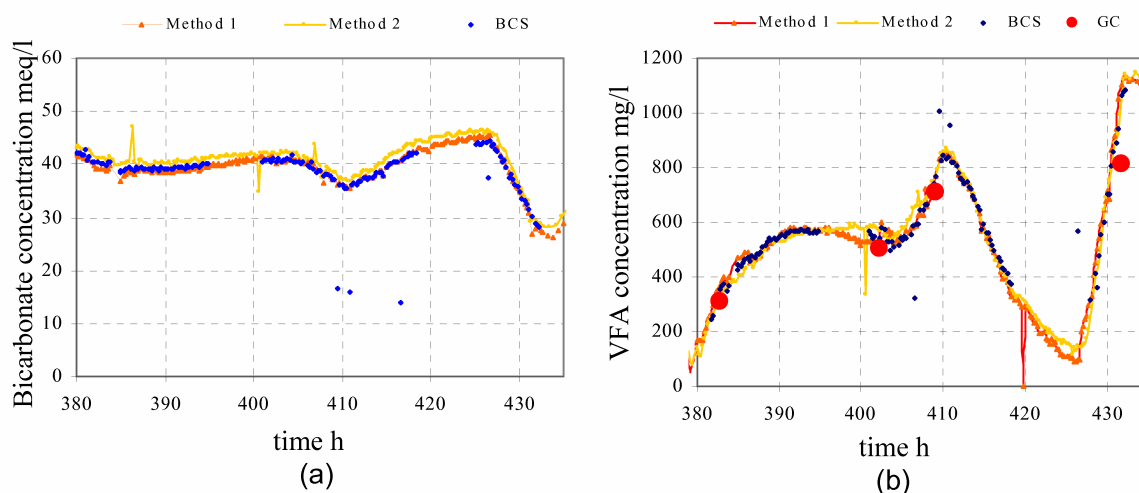 Method 1 Method 2 BCS
Bicarbonate concentration meq/l
60
50
40
30
20
10
0
380 390 400 410 420 430
time h
(a)
Method 1 Method 2 BCS GC
VFA concentration mg/l
1200
1000
800
600
400
200
0
380 390 400 410 420 430
time h
(b)